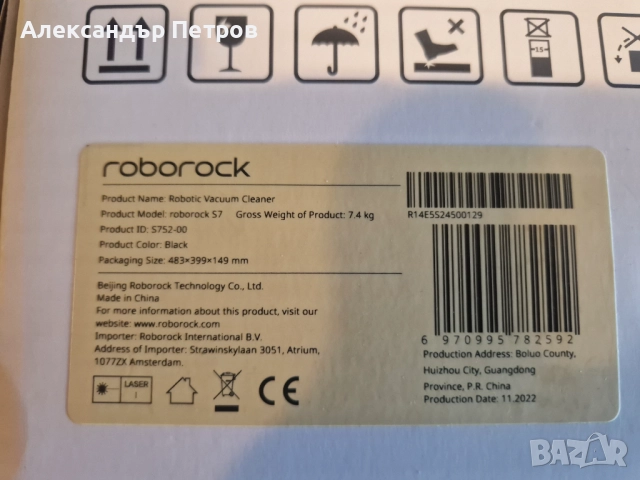 Александър Петров
15
roborock
Product Name: Robotic Vacuum Cleaner
Product Model: roborock S7 Gross Weight of Product: 7.4 kg
Product ID: S752-00
Product Color: Black
Packaging Size: 483×399×149 mm
R14E5S24500129
Beijing Roborock Technology Co., Ltd.
Made in China
For more information about this product, visit our
website: www.roborock.com
Importer: Roborock International B.V.
Address of Importer: Strawinskylaan 3051, Atrium,
1077ZX Amsterdam.
6 970995 782592
Production Address: Boluo County,
Huizhou City, Guangdong
Province, P.R. China
Production Date: 11.2022
LASER
I
CE
BAZAR